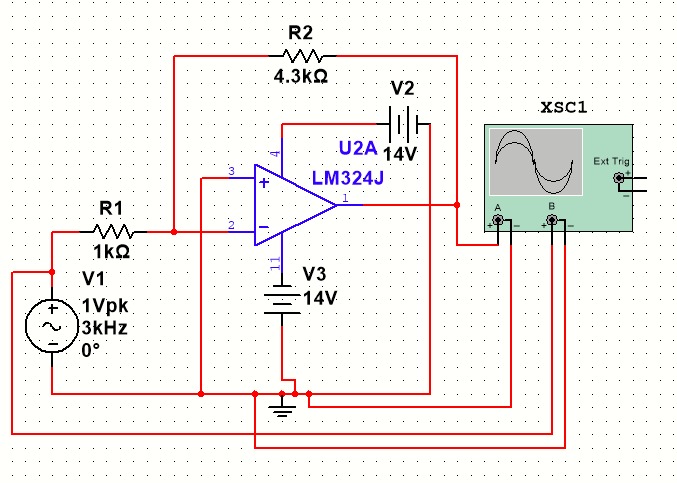 R2
4.3kΩ
V2
14V
XSC1
U2A
LM324J
4
3
2
1
11
Ext Trig
+
−
A
B
+ − + −
R1
1kΩ
V1
1Vpk
3kHz
0°
+
−
V3
14V
+
−